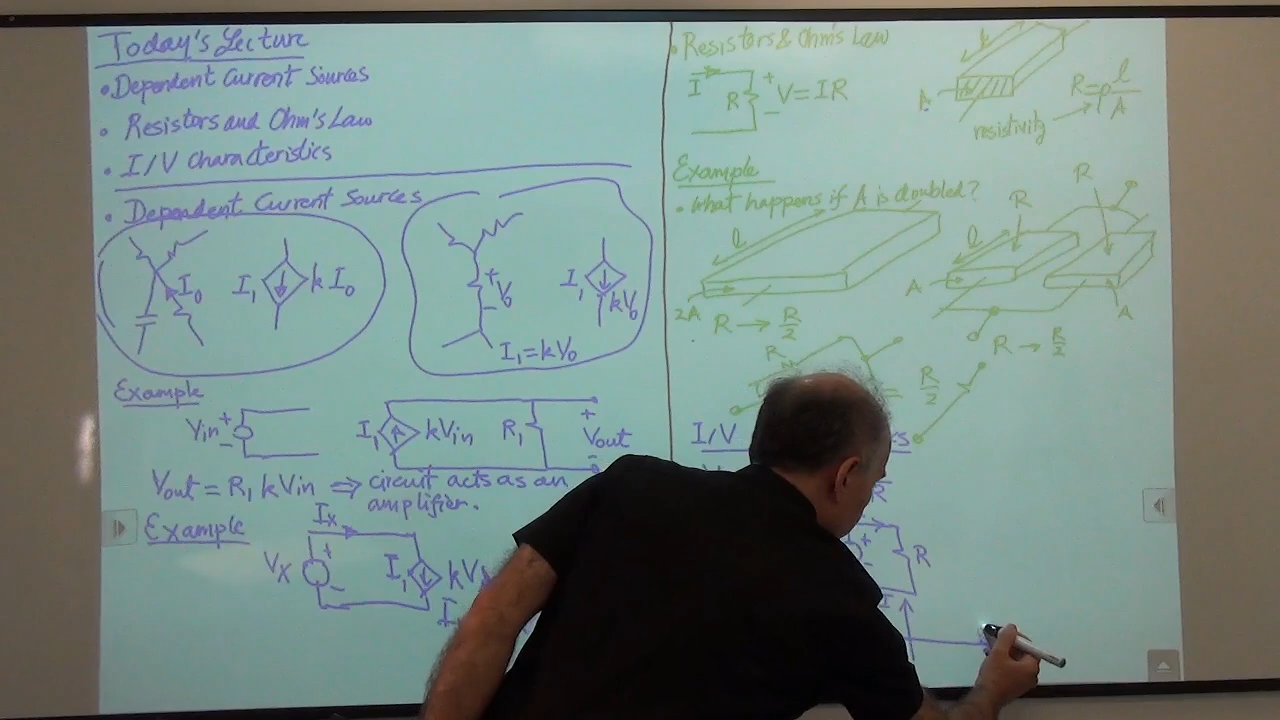 Today's Lecture
• Dependent Current Sources
• Resistors and Ohm's Law
• I/V Characteristics
• Dependent Current Sources
I₀ I₁ k I₀
+ V₀ − I₁ kV₀
I₁ = kV₀
Example
Vin + − I₁ kVin R₁ + Vout −
Vout = R₁ kVin ⇒ circuit acts as an
amplifier.
Example
Ix
Vx + − I₁
• Resistors & Ohm's Law
I R + − V = IR
A R = ρ l/A
resistivity
Example
• What happens if A is doubled?
R R
l l
2A A A
R → R/2 R → R/2
R R/2
I/V
+ R
I